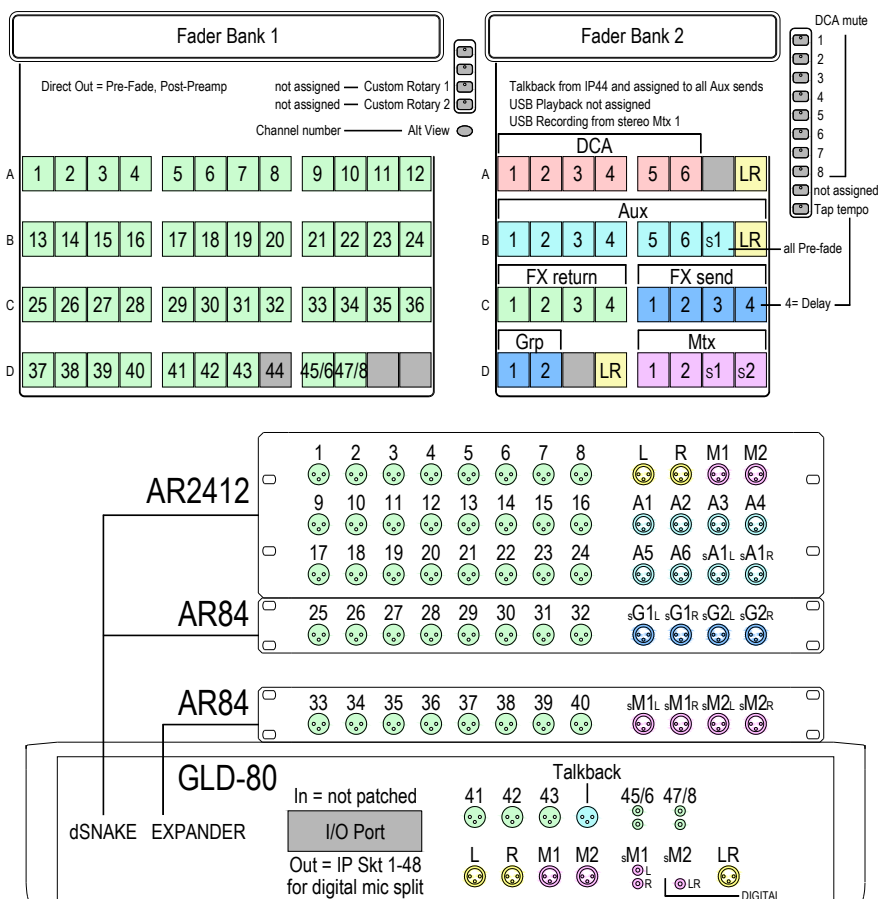 Fader Bank 1
Fader Bank 2
DCA mute
1
2
3
4
5
6
7
8
not assigned
Tap tempo
Direct Out = Pre-Fade, Post-Preamp
not assigned — Custom Rotary 1
not assigned — Custom Rotary 2
Channel number — Alt View
Talkback from IP44 and assigned to all Aux sends
USB Playback not assigned
USB Recording from stereo Mtx 1
DCA
A 1 2 3 4 5 6 7 8 9 10 11 12
A 1 2 3 4 5 6 LR
Aux
B 13 14 15 16 17 18 19 20 21 22 23 24
B 1 2 3 4 5 6 s1 LR
all Pre-fade
FX return FX send
C 25 26 27 28 29 30 31 32 33 34 35 36
C 1 2 3 4 1 2 3 4
4= Delay
Grp Mtx
D 37 38 39 40 41 42 43 44 45/6 47/8
D 1 2 LR 1 2 s1 s2
AR2412
1 2 3 4 5 6 7 8 L R M1 M2
9 10 11 12 13 14 15 16 A1 A2 A3 A4
17 18 19 20 21 22 23 24 A5 A6 sA1L sA1R
AR84
25 26 27 28 29 30 31 32 sG1L sG1R sG2L sG2R
AR84
33 34 35 36 37 38 39 40 sM1L sM1R sM2L sM2R
GLD-80
dSNAKE EXPANDER
In = not patched
I/O Port
Out = IP Skt 1-48
for digital mic split
Talkback
41 42 43 45/6 47/8
L R M1 M2 sM1 sM2 LR
L
R LR
DIGITAL